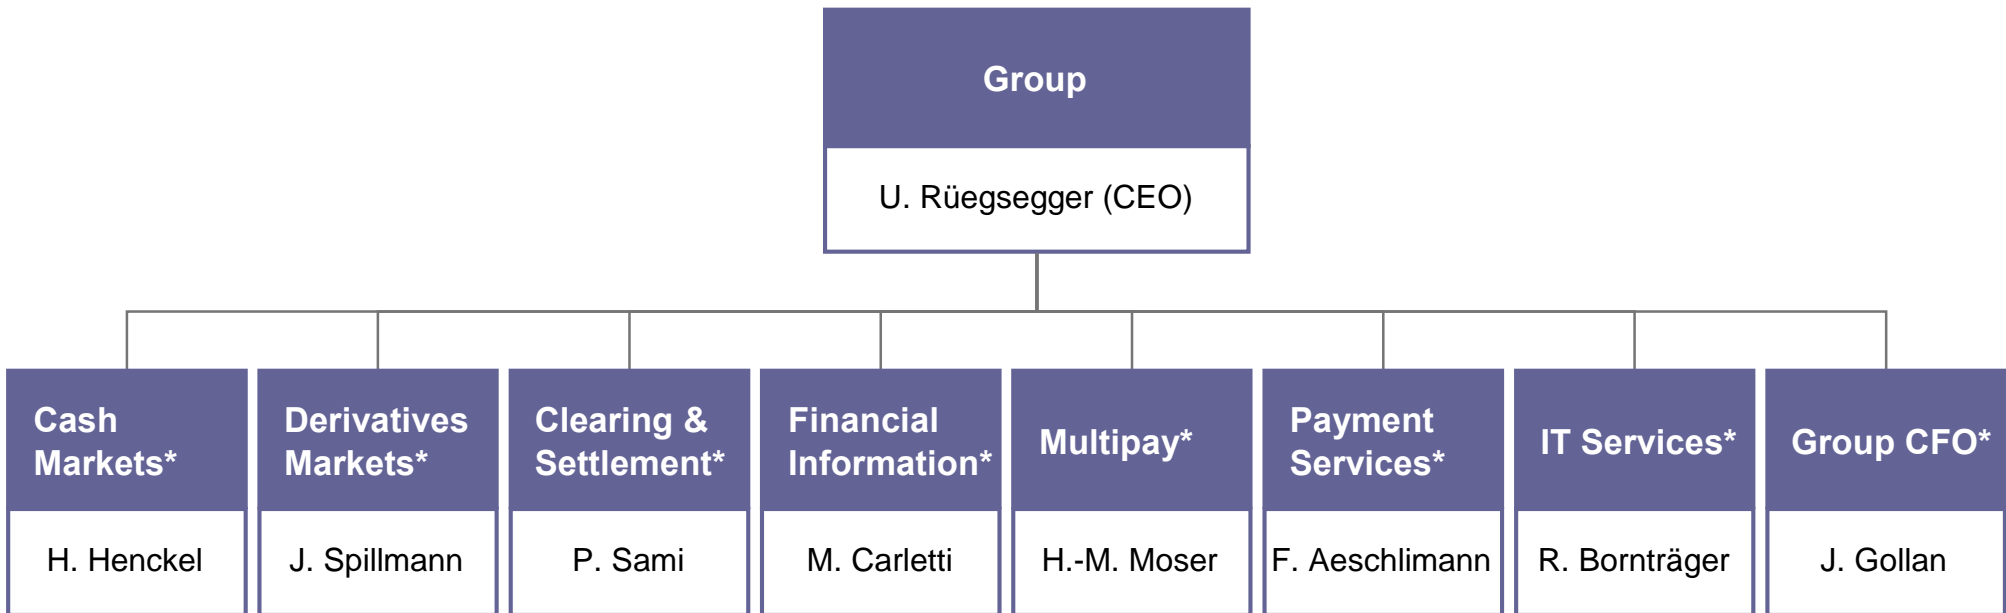 Group
U. Rüegsegger (CEO)
Cash
Markets*
Derivatives
Markets*
Clearing &
Settlement*
Financial
Information*
Multipay*
Payment
Services*
IT Services*
Group CFO*
H. Henckel
J. Spillmann
P. Sami
M. Carletti
H.-M. Moser
F. Aeschlimann
R. Bornträger
J. Gollan